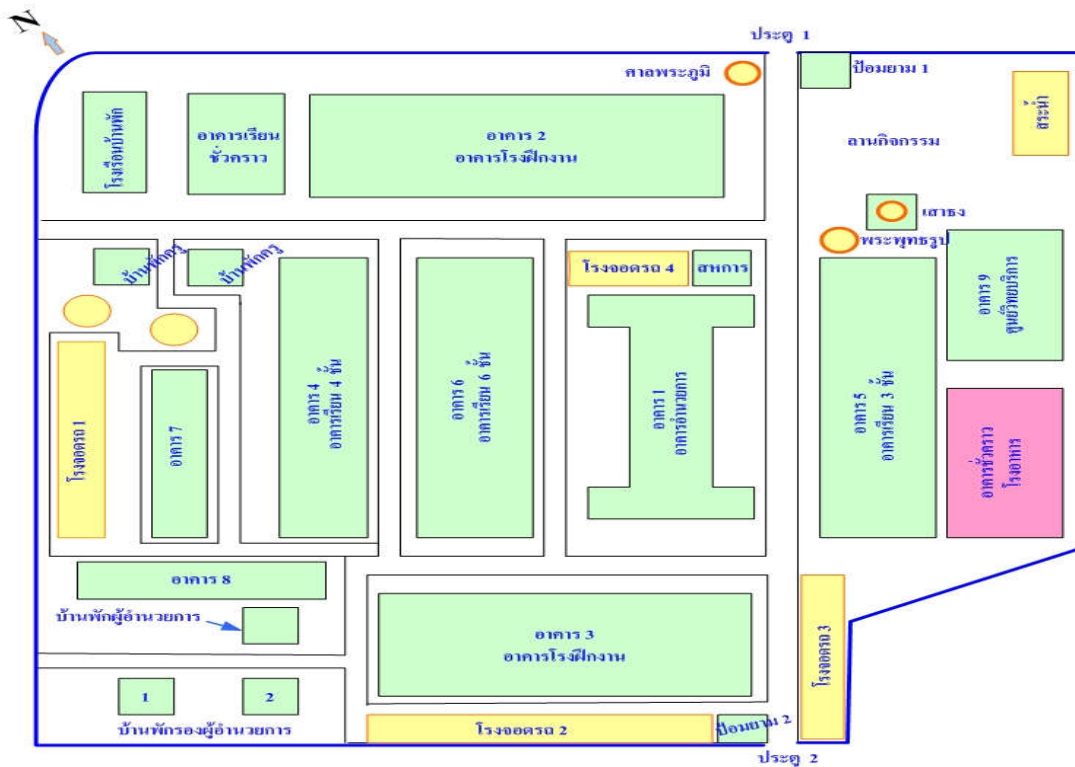 N
ประตู 1
ศาลพระภูมิ
ป้อมยาม 1
สระน้ำ
โรงเรือนบ้านพัก
อาคารเรียน
ชั่วคราว
อาคาร 2
อาคารโรงฝึกงาน
ลานกิจกรรม
เสาธง
พระพุทธรูป
บ้านพักครู
บ้านพักครู
โรงจอดรถ 4
สหการ
อาคาร 9
ศูนย์วิทยบริการ
โรงจอดรถ 1
อาคาร 7
อาคาร 4
อาคารเรียน 4 ชั้น
อาคาร 6
อาคารเรียน 6 ชั้น
อาคาร 1
อาคารอำนวยการ
อาคาร 5
อาคารเรียน 3 ชั้น
อาคารชั่วคราว
โรงอาหาร
อาคาร 8
บ้านพักผู้อำนวยการ
อาคาร 3
อาคารโรงฝึกงาน
โรงจอดรถ 3
1
2
บ้านพักรองผู้อำนวยการ
โรงจอดรถ 2
ป้อมยาม 2
ประตู 2